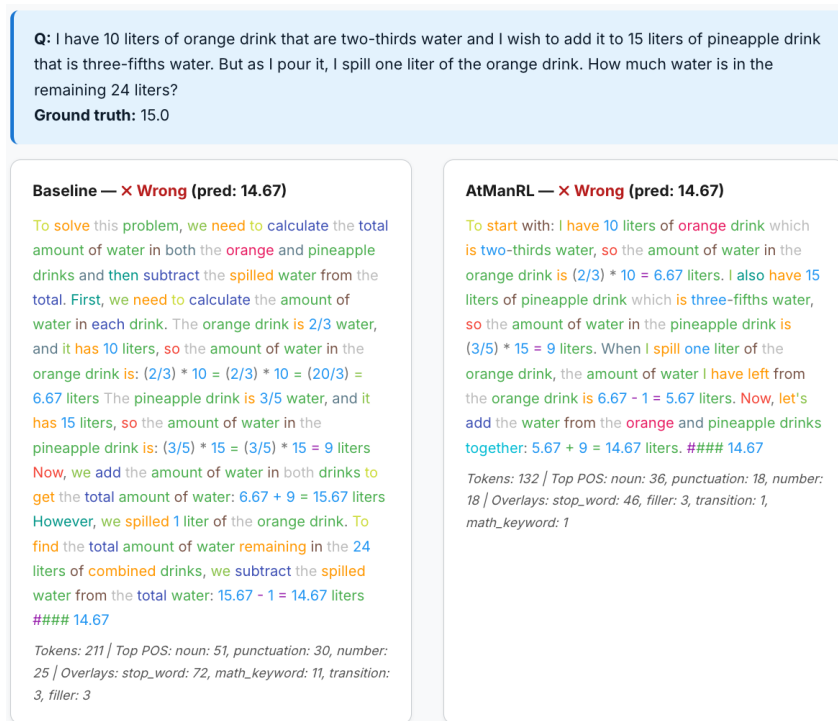 Q: I have 10 liters of orange drink that are two-thirds water and I wish to add it to 15 liters of pineapple drink
that is three-fifths water. But as I pour it, I spill one liter of the orange drink. How much water is in the
remaining 24 liters?
Ground truth: 15.0
Baseline — ✕ Wrong (pred: 14.67)
To solve this problem, we need to calculate the total
amount of water in both the orange and pineapple
drinks and then subtract the spilled water from the
total. First, we need to calculate the amount of
water in each drink. The orange drink is 2/3 water,
and it has 10 liters, so the amount of water in the
orange drink is: (2/3) * 10 = (2/3) * 10 = (20/3) =
6.67 liters The pineapple drink is 3/5 water, and it
has 15 liters, so the amount of water in the
pineapple drink is: (3/5) * 15 = (3/5) * 15 = 9 liters
Now, we add the amount of water in both drinks to
get the total amount of water: 6.67 + 9 = 15.67 liters
However, we spilled 1 liter of the orange drink. To
find the total amount of water remaining in the 24
liters of combined drinks, we subtract the spilled
water from the total water: 15.67 - 1 = 14.67 liters
#### 14.67
Tokens: 211 | Top POS: noun: 51, punctuation: 30, number:
25 | Overlays: stop_word: 72, math_keyword: 11, transition:
3, filler: 3
AtManRL — ✕ Wrong (pred: 14.67)
To start with: I have 10 liters of orange drink which
is two-thirds water, so the amount of water in the
orange drink is (2/3) * 10 = 6.67 liters. I also have 15
liters of pineapple drink which is three-fifths water,
so the amount of water in the pineapple drink is
(3/5) * 15 = 9 liters. When I spill one liter of the
orange drink, the amount of water I have left from
the orange drink is 6.67 - 1 = 5.67 liters. Now, let's
add the water from the orange and pineapple drinks
together: 5.67 + 9 = 14.67 liters. #### 14.67
Tokens: 132 | Top POS: noun: 36, punctuation: 18, number:
18 | Overlays: stop_word: 46, filler: 3, transition: 1,
math_keyword: 1